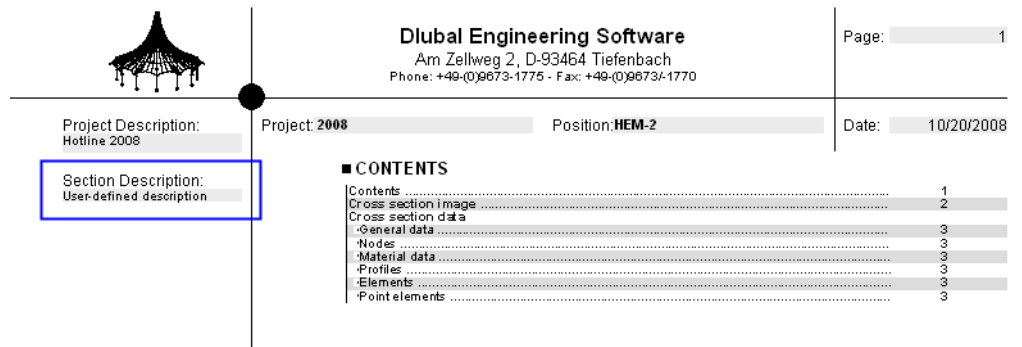 Dlubal Engineering Software
Am Zellweg 2, D-93464 Tiefenbach
Phone: +49-(0)9673-1775 - Fax: +49-(0)9673/-1770
Page: 1
Project Description:
Hotline 2008
Project: 2008 Position: HEM-2
Date: 10/20/2008
Section Description:
User-defined description
■ CONTENTS
Contents 1
Cross section image 2
Cross section data
·General data 3
·Nodes 3
·Material data 3
·Profiles 3
·Elements 3
·Point elements 3